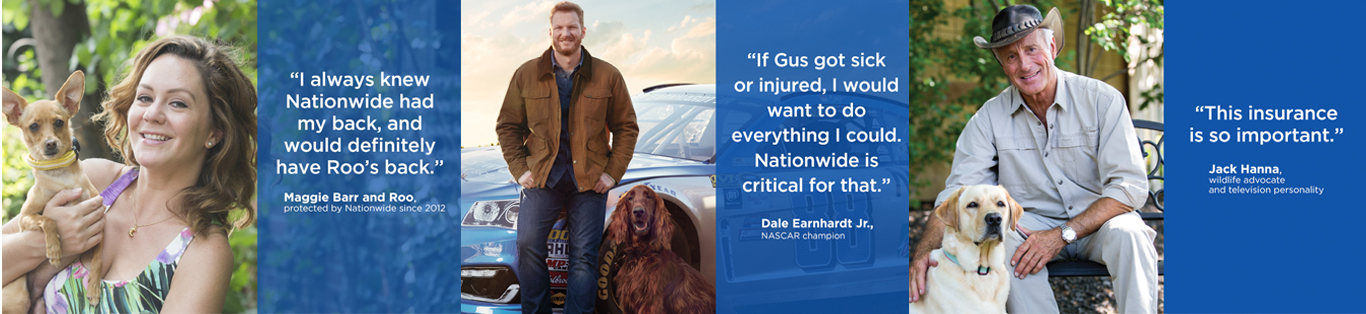 “I always knew
Nationwide had
my back, and
would definitely
have Roo’s back.”
Maggie Barr and Roo,
protected by Nationwide since 2012
“If Gus got sick
or injured, I would
want to do
everything I could.
Nationwide is
critical for that.”
Dale Earnhardt Jr.,
NASCAR champion
“This insurance
is so important.”
Jack Hanna,
wildlife advocate
and television personality